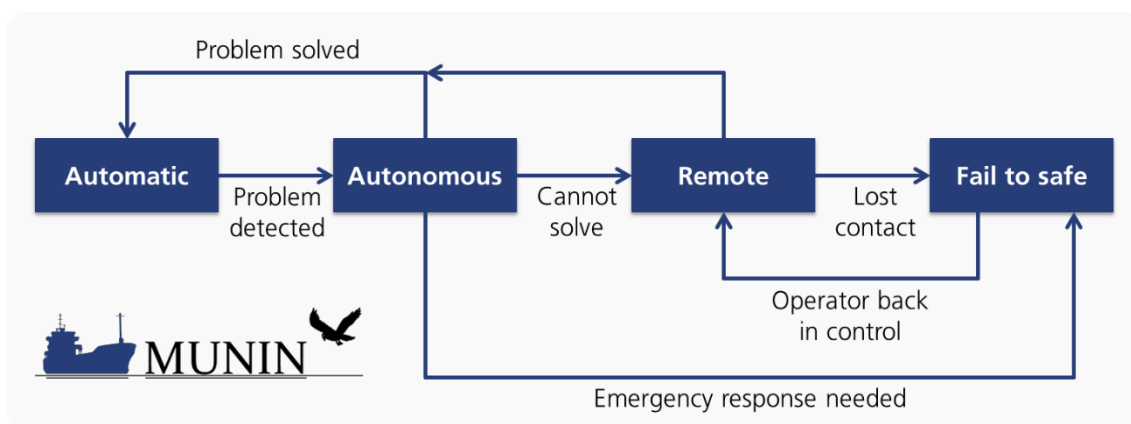 Problem solved
Automatic
Autonomous
Remote
Fail to safe
Problem
detected
Cannot
solve
Lost
contact
Operator back
in control
MUNIN
Emergency response needed